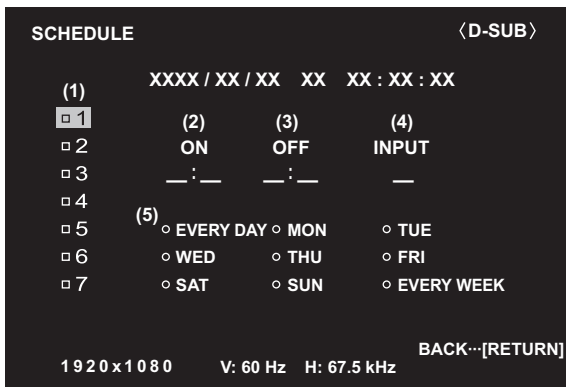 SCHEDULE 〈D-SUB〉
XXXX / XX / XX XX XX : XX : XX
(1)
1 (2) (3) (4)
2 ON OFF INPUT
3 __:__ __:__ __
4
(5)
5 EVERY DAY MON TUE
6 WED THU FRI
7 SAT SUN EVERY WEEK
BACK···[RETURN]
1920x1080 V: 60 Hz H: 67.5 kHz